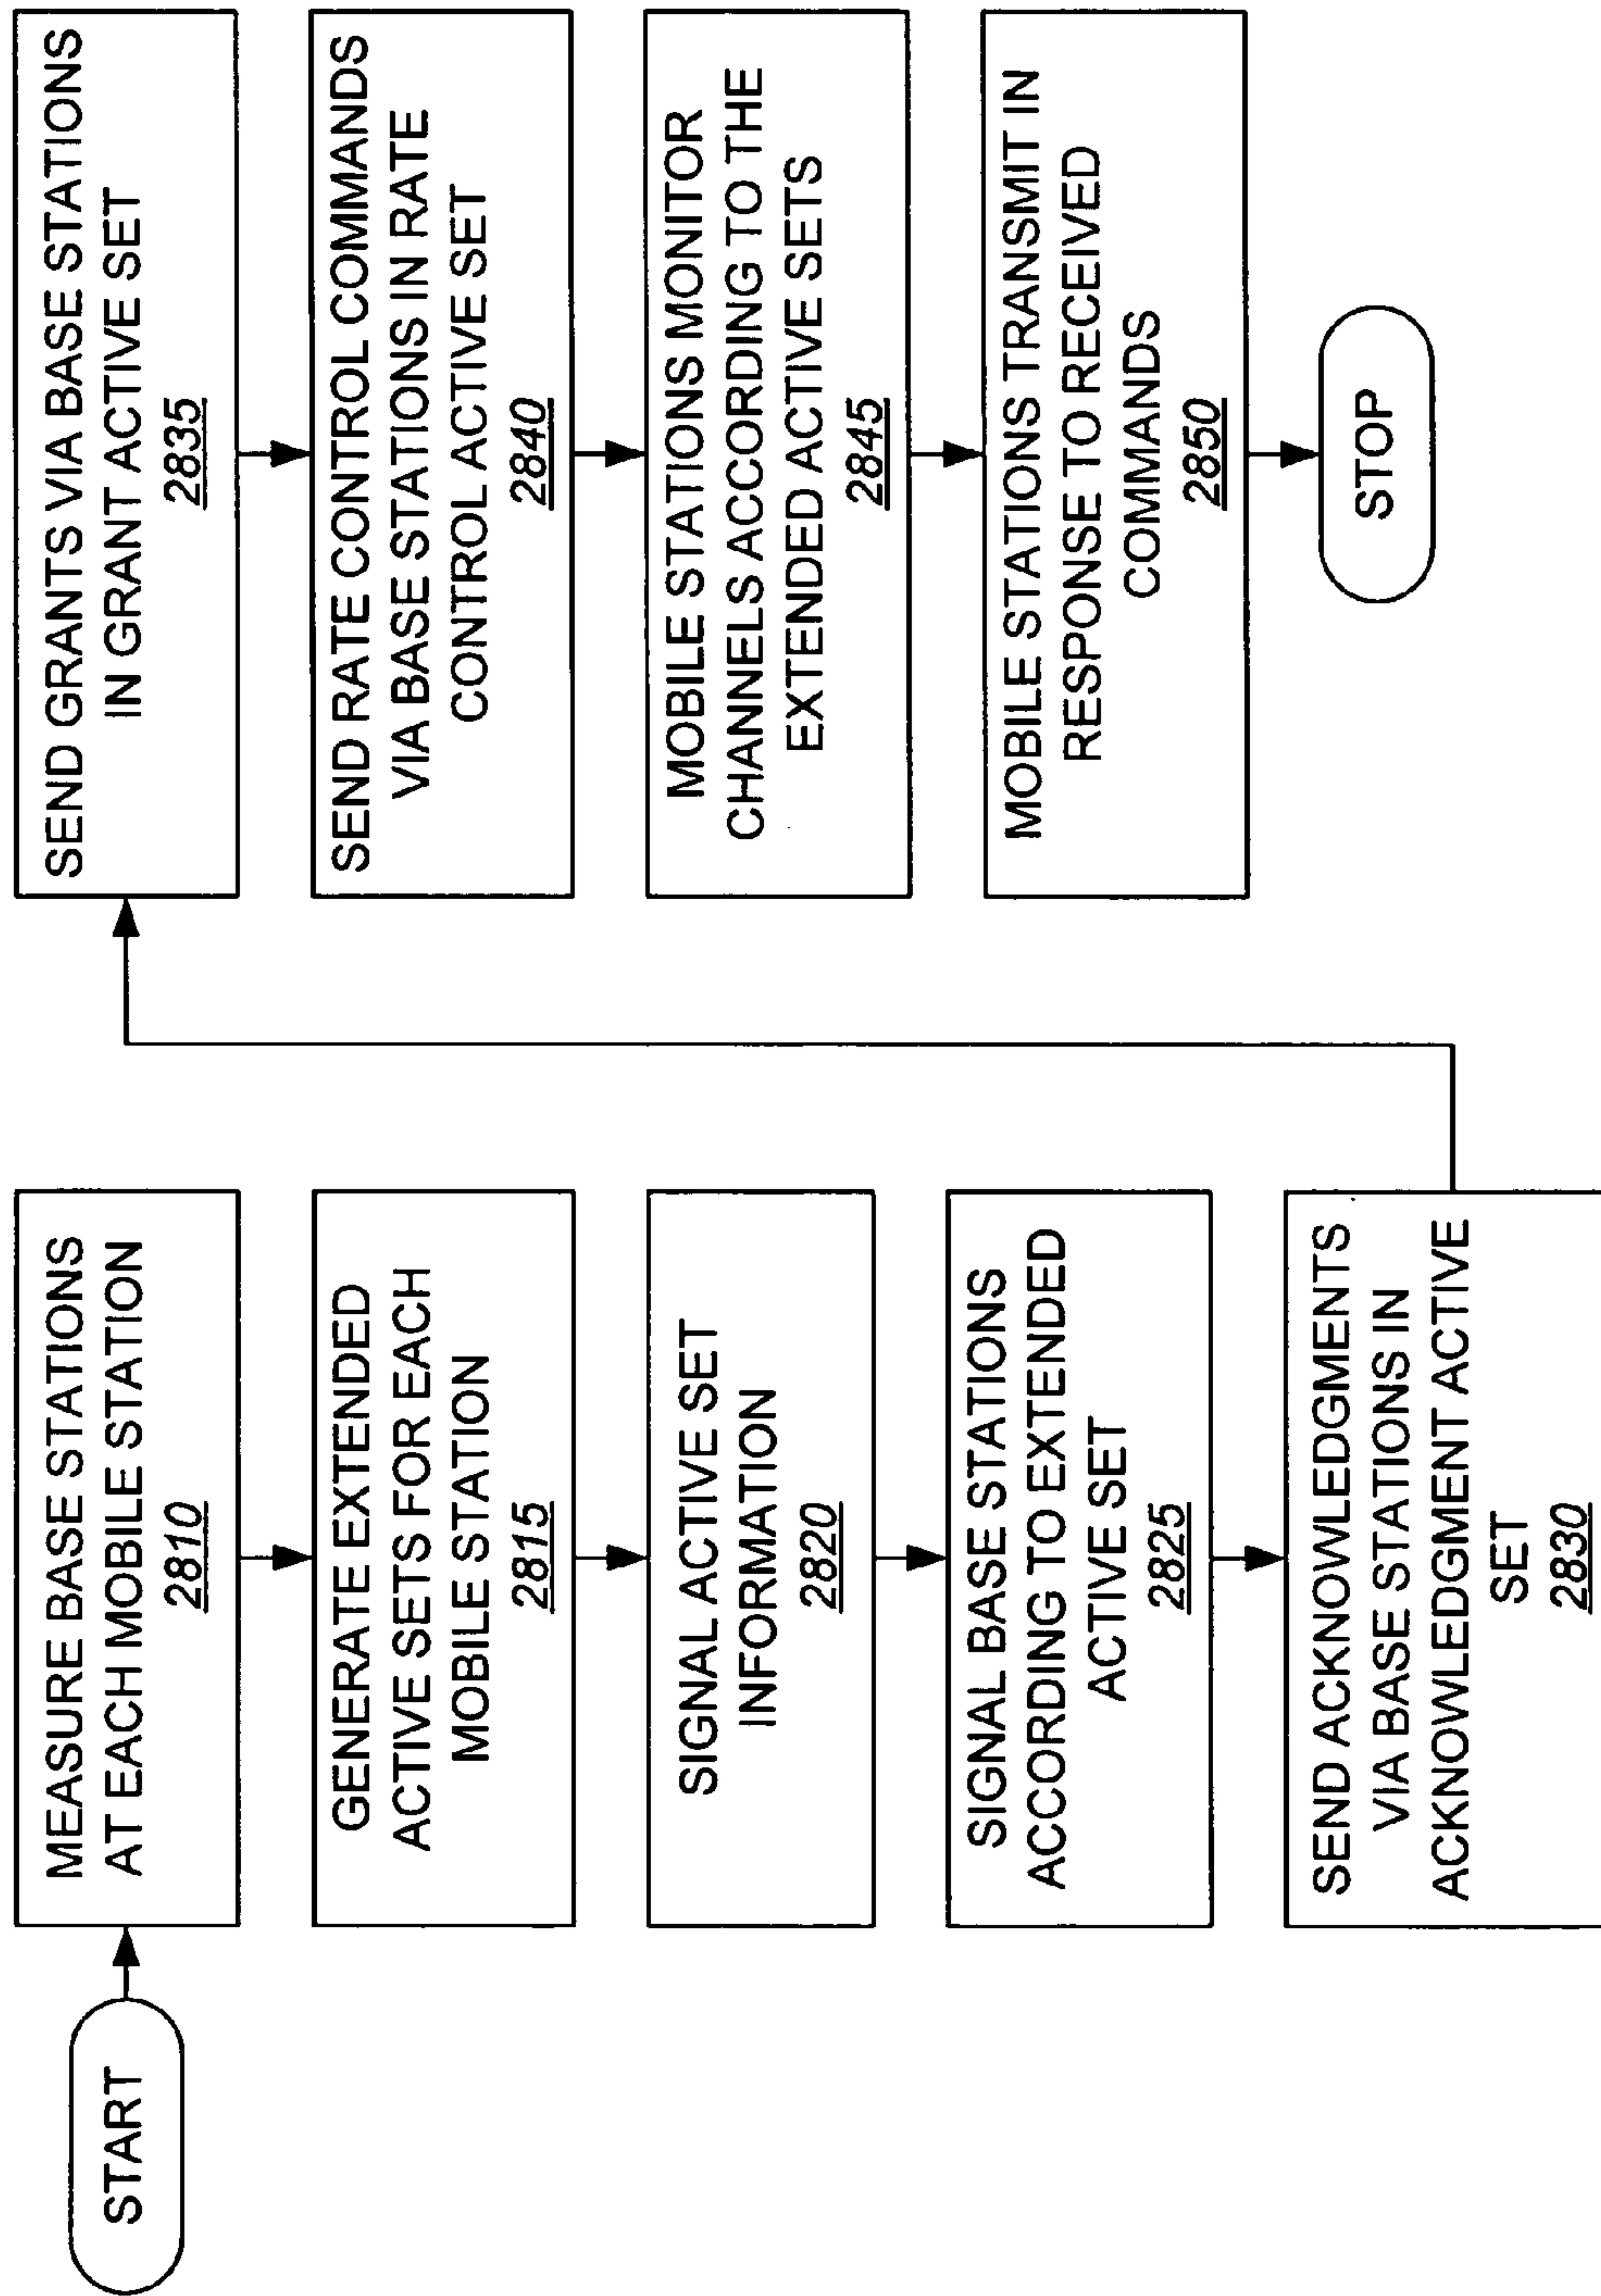 START
MEASURE BASE STATIONS
AT EACH MOBILE STATION
2810
GENERATE EXTENDED
ACTIVE SETS FOR EACH
MOBILE STATION
2815
SIGNAL ACTIVE SET
INFORMATION
2820
SIGNAL BASE STATIONS
ACCORDING TO EXTENDED
ACTIVE SET
2825
SEND ACKNOWLEDGMENTS
VIA BASE STATIONS IN
ACKNOWLEDGMENT ACTIVE
SET
2830
SEND GRANTS VIA BASE STATIONS
IN GRANT ACTIVE SET
2835
SEND RATE CONTROL COMMANDS
VIA BASE STATIONS IN RATE
CONTROL ACTIVE SET
2840
MOBILE STATIONS MONITOR
CHANNELS ACCORDING TO THE
EXTENDED ACTIVE SETS
2845
MOBILE STATIONS TRANSMIT IN
RESPONSE TO RECEIVED
COMMANDS
2850
STOP